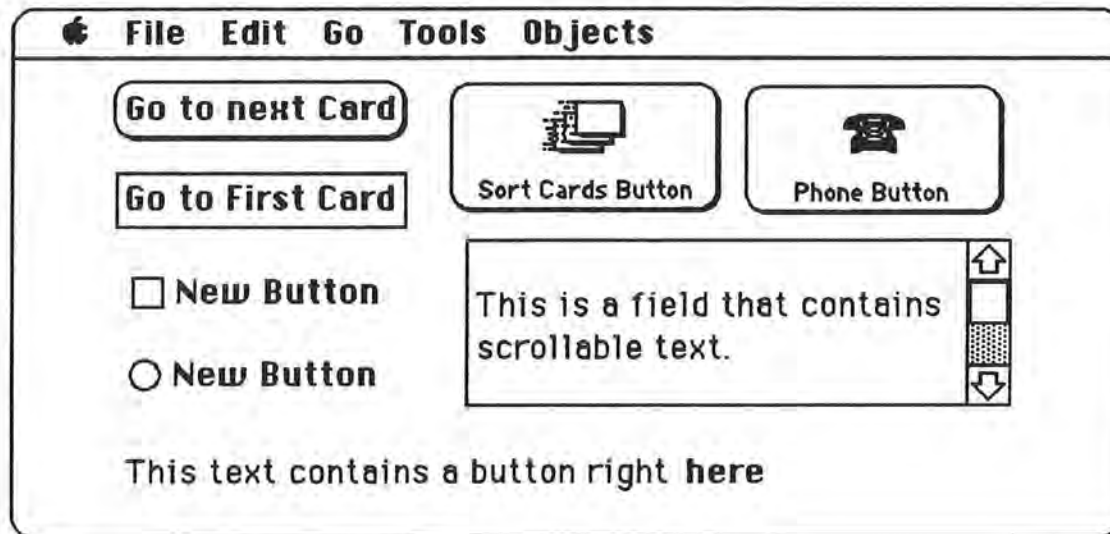 File Edit Go Tools Objects
Go to next Card
Sort Cards Button
Phone Button
Go to First Card
New Button
This is a field that contains
scrollable text.
New Button
This text contains a button right here